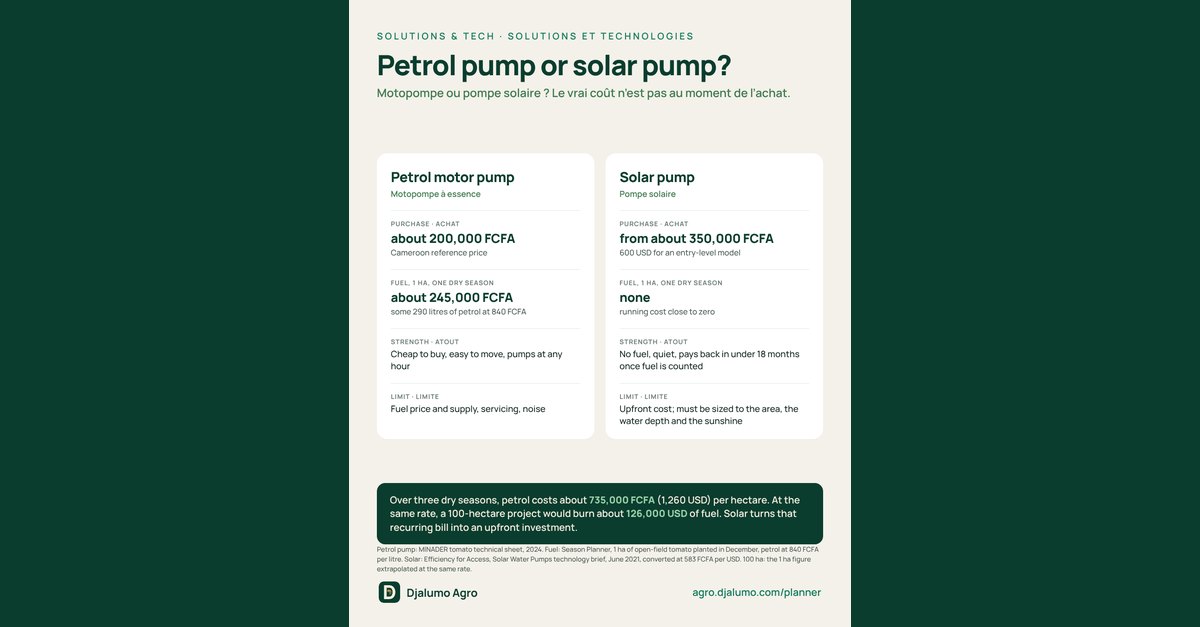 SOLUTIONS & TECH · SOLUTIONS ET TECHNOLOGIES
Petrol pump or solar pump?
Motopompe ou pompe solaire ? Le vrai coût n'est pas au moment de l'achat.
Petrol motor pump
Motopompe à essence
PURCHASE · ACHAT
about 200,000 FCFA
Cameroon reference price
FUEL, 1 HA, ONE DRY SEASON
about 245,000 FCFA
some 290 litres of petrol at 840 FCFA
STRENGTH · ATOUT
Cheap to buy, easy to move, pumps at any
hour
LIMIT · LIMITE
Fuel price and supply, servicing, noise
Solar pump
Pompe solaire
PURCHASE · ACHAT
from about 350,000 FCFA
600 USD for an entry-level model
FUEL, 1 HA, ONE DRY SEASON
none
running cost close to zero
STRENGTH · ATOUT
No fuel, quiet, pays back in under 18 months
once fuel is counted
LIMIT · LIMITE
Upfront cost; must be sized to the area, the
water depth and the sunshine
Over three dry seasons, petrol costs about 735,000 FCFA (1,260 USD) per hectare. At the
same rate, a 100-hectare project would burn about 126,000 USD of fuel. Solar turns that
recurring bill into an upfront investment.
Petrol pump: MINADER tomato technical sheet, 2024. Fuel: Season Planner, 1 ha of open-field tomato planted in December, petrol at 840 FCFA
per litre. Solar: Efficiency for Access, Solar Water Pumps technology brief, June 2021, converted at 583 FCFA per USD. 100 ha: the 1 ha figure
extrapolated at the same rate.
D
Djalumo Agro
agro.djalumo.com/planner